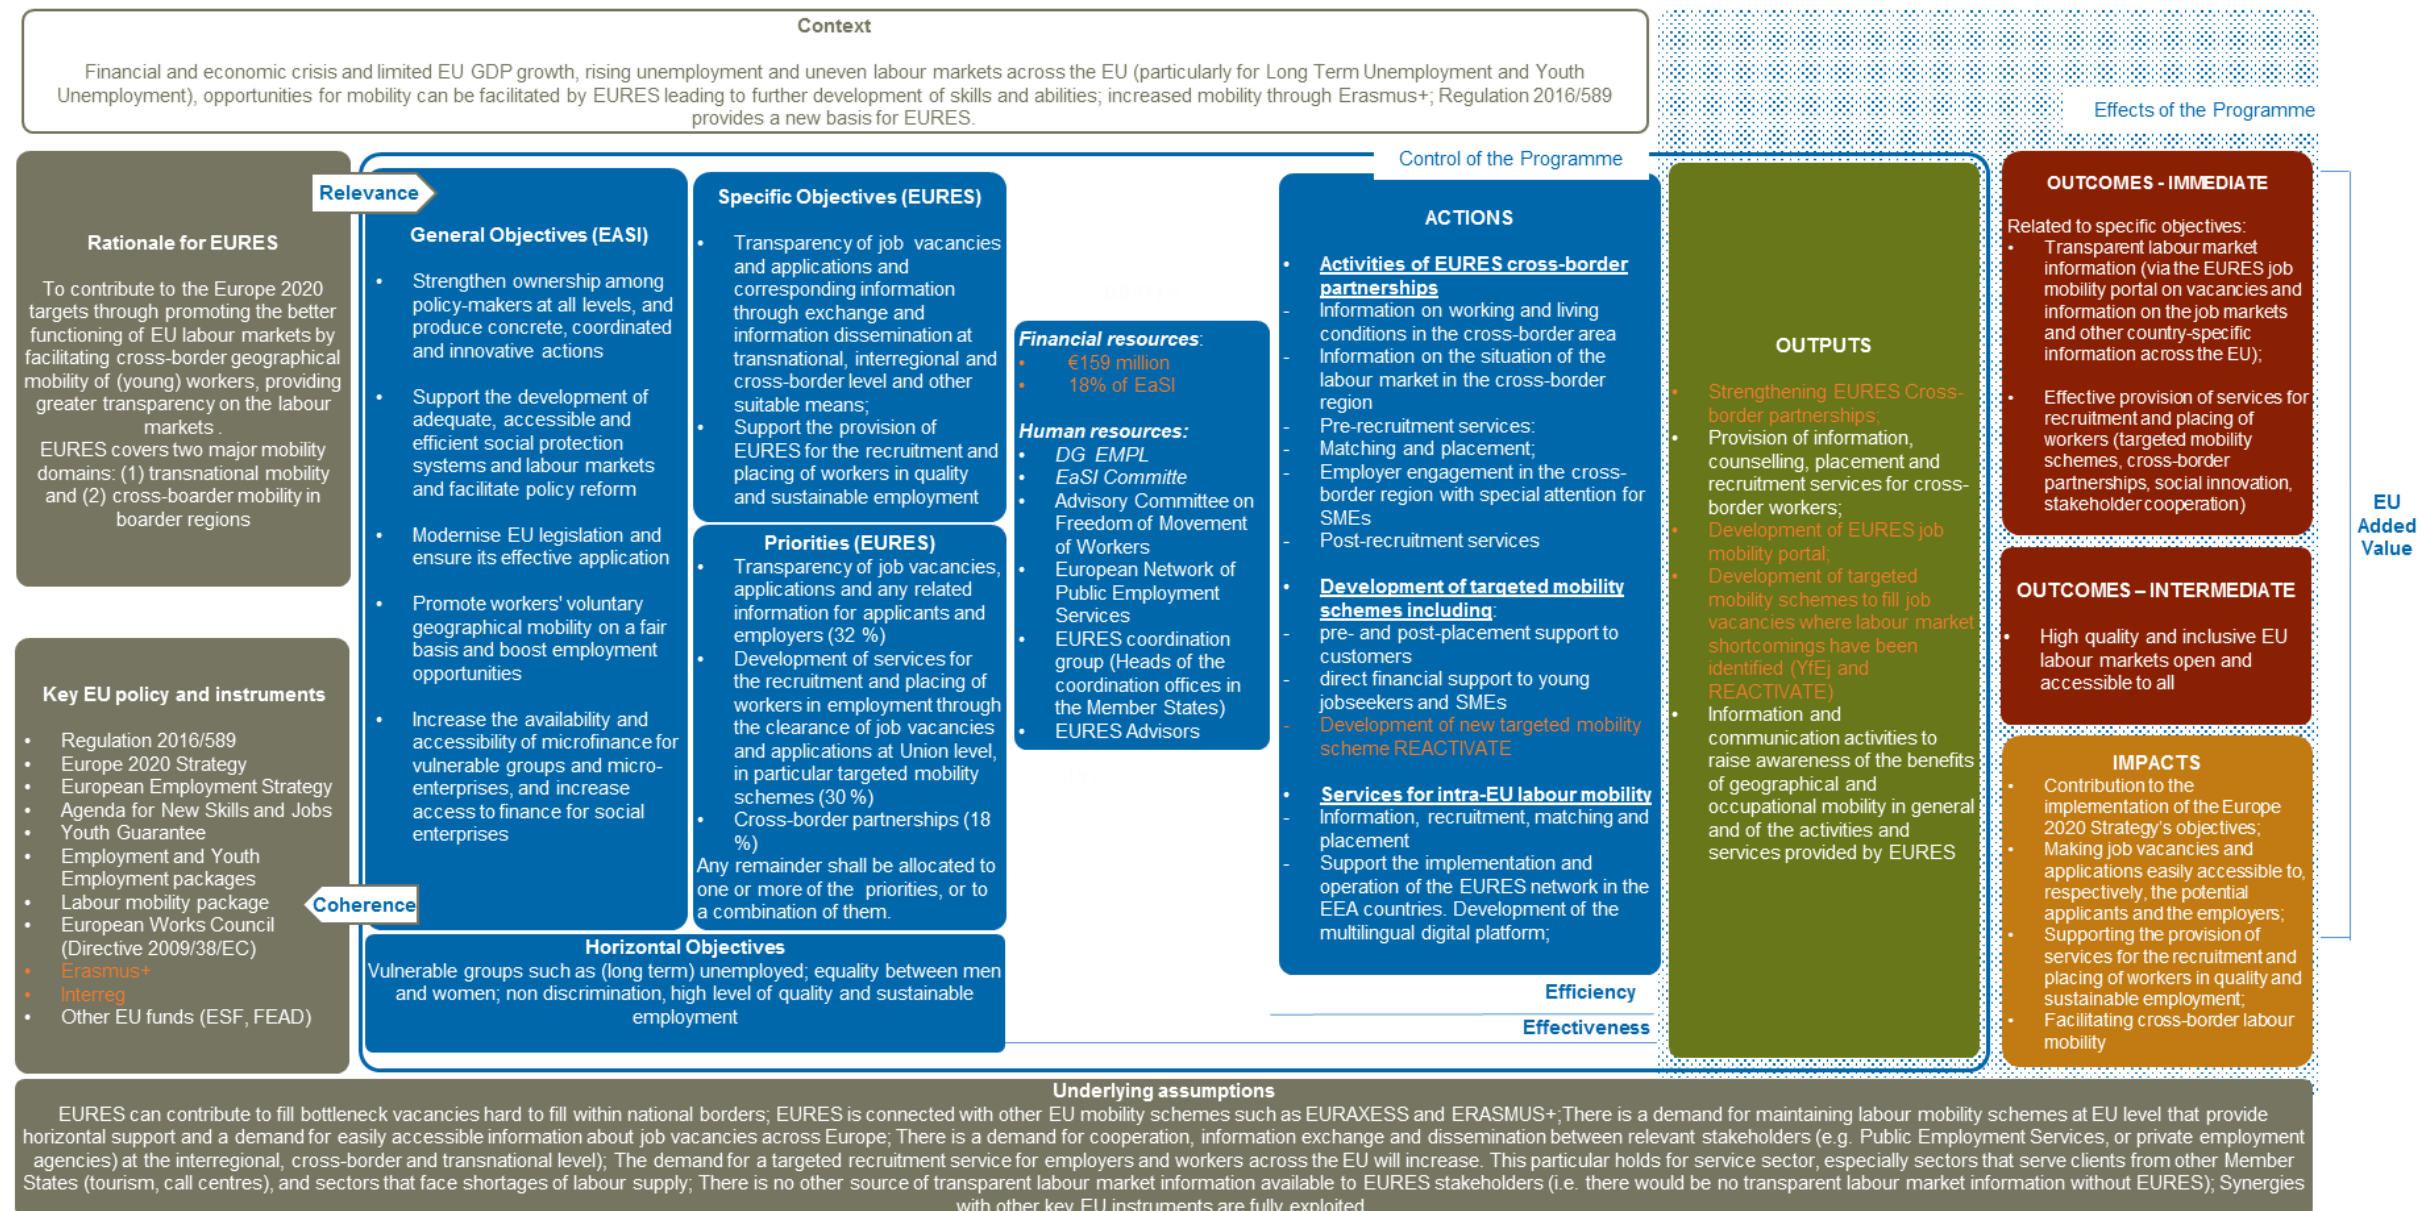 Context
Financial and economic crisis and limited EU GDP growth, rising unemployment and uneven labour markets across the EU (particularly for Long Term Unemployment and Youth
Unemployment), opportunities for mobility can be facilitated by EURES leading to further development of skills and abilities; increased mobility through Erasmus+; Regulation 2016/589
provides a new basis for EURES.
Effects of the Programme
Control of the Programme
Relevance
Rationale for EURES
To contribute to the Europe 2020
targets through promoting the better
functioning of EU labour markets by
facilitating cross-border geographical
mobility of (young) workers, providing
greater transparency on the labour
markets .
EURES covers two major mobility
domains: (1) transnational mobility
and (2) cross-boarder mobility in
boarder regions
Key EU policy and instruments
• Regulation 2016/589
• Europe 2020 Strategy
• European Employment Strategy
• Agenda for New Skills and Jobs
• Youth Guarantee
• Employment and Youth
Employment packages
• Labour mobility package
• European Works Council
(Directive 2009/38/EC)
• Erasmus+
• Interreg
• Other EU funds (ESF, FEAD)
Coherence
General Objectives (EASI)
• Strengthen ownership among
policy-makers at all levels, and
produce concrete, coordinated
and innovative actions
• Support the development of
adequate, accessible and
efficient social protection
systems and labour markets
and facilitate policy reform
• Modernise EU legislation and
ensure its effective application
• Promote workers' voluntary
geographical mobility on a fair
basis and boost employment
opportunities
• Increase the availability and
accessibility of microfinance for
vulnerable groups and micro-
enterprises, and increase
access to finance for social
enterprises
Specific Objectives (EURES)
• Transparency of job vacancies
and applications and
corresponding information
through exchange and
information dissemination at
transnational, interregional and
cross-border level and other
suitable means;
• Support the provision of
EURES for the recruitment and
placing of workers in quality
and sustainable employment
Priorities (EURES)
• Transparency of job vacancies,
applications and any related
information for applicants and
employers (32 %)
• Development of services for
the recruitment and placing of
workers in employment through
the clearance of job vacancies
and applications at Union level,
in particular targeted mobility
schemes (30 %)
• Cross-border partnerships (18
%)
Any remainder shall be allocated to
one or more of the priorities, or to
a combination of them.
Horizontal Objectives
Vulnerable groups such as (long term) unemployed; equality between men
and women; non discrimination, high level of quality and sustainable
employment
Financial resources:
• €159 million
• 18% of EaSI
Human resources:
• DG EMPL
• EaSI Committe
• Advisory Committee on
Freedom of Movement
of Workers
• European Network of
Public Employment
Services
• EURES coordination
group (Heads of the
coordination offices in
the Member States)
• EURES Advisors
ACTIONS
• Activities of EURES cross-border
partnerships
- Information on working and living
conditions in the cross-border area
- Information on the situation of the
labour market in the cross-border
region
- Pre-recruitment services:
- Matching and placement;
- Employer engagement in the cross-
border region with special attention for
SMEs
- Post-recruitment services
• Development of targeted mobility
schemes including:
- pre- and post-placement support to
customers
- direct financial support to young
jobseekers and SMEs
- Development of new targeted mobility
scheme REACTIVATE
• Services for intra-EU labour mobility
- Information, recruitment, matching and
placement
- Support the implementation and
operation of the EURES network in the
EEA countries. Development of the
multilingual digital platform;
Efficiency
Effectiveness
OUTPUTS
• Strengthening EURES Cross-
border partnerships;
• Provision of information,
counselling, placement and
recruitment services for cross-
border workers;
• Development of EURES job
mobility portal;
• Development of targeted
mobility schemes to fill job
vacancies where labour market
shortcomings have been
identified (YfEj and
REACTIVATE)
• Information and
communication activities to
raise awareness of the benefits
of geographical and
occupational mobility in general
and of the activities and
services provided by EURES
OUTCOMES - IMMEDIATE
Related to specific objectives:
• Transparent labour market
information (via the EURES job
mobility portal on vacancies and
information on the job markets
and other country-specific
information across the EU);
• Effective provision of services for
recruitment and placing of
workers (targeted mobility
schemes, cross-border
partnerships, social innovation,
stakeholder cooperation)
OUTCOMES – INTERMEDIATE
• High quality and inclusive EU
labour markets open and
accessible to all
IMPACTS
• Contribution to the
implementation of the Europe
2020 Strategy's objectives;
• Making job vacancies and
applications easily accessible to,
respectively, the potential
applicants and the employers;
• Supporting the provision of
services for the recruitment and
placing of workers in quality and
sustainable employment;
• Facilitating cross-border labour
mobility
EU
Added
Value
Underlying assumptions
EURES can contribute to fill bottleneck vacancies hard to fill within national borders; EURES is connected with other EU mobility schemes such as EURAXESS and ERASMUS+;There is a demand for maintaining labour mobility schemes at EU level that provide
horizontal support and a demand for easily accessible information about job vacancies across Europe; There is a demand for cooperation, information exchange and dissemination between relevant stakeholders (e.g. Public Employment Services, or private employment
agencies) at the interregional, cross-border and transnational level); The demand for a targeted recruitment service for employers and workers across the EU will increase. This particular holds for service sector, especially sectors that serve clients from other Member
States (tourism, call centres), and sectors that face shortages of labour supply; There is no other source of transparent labour market information available to EURES stakeholders (i.e. there would be no transparent labour market information without EURES); Synergies
with other key EU instruments are fully exploited